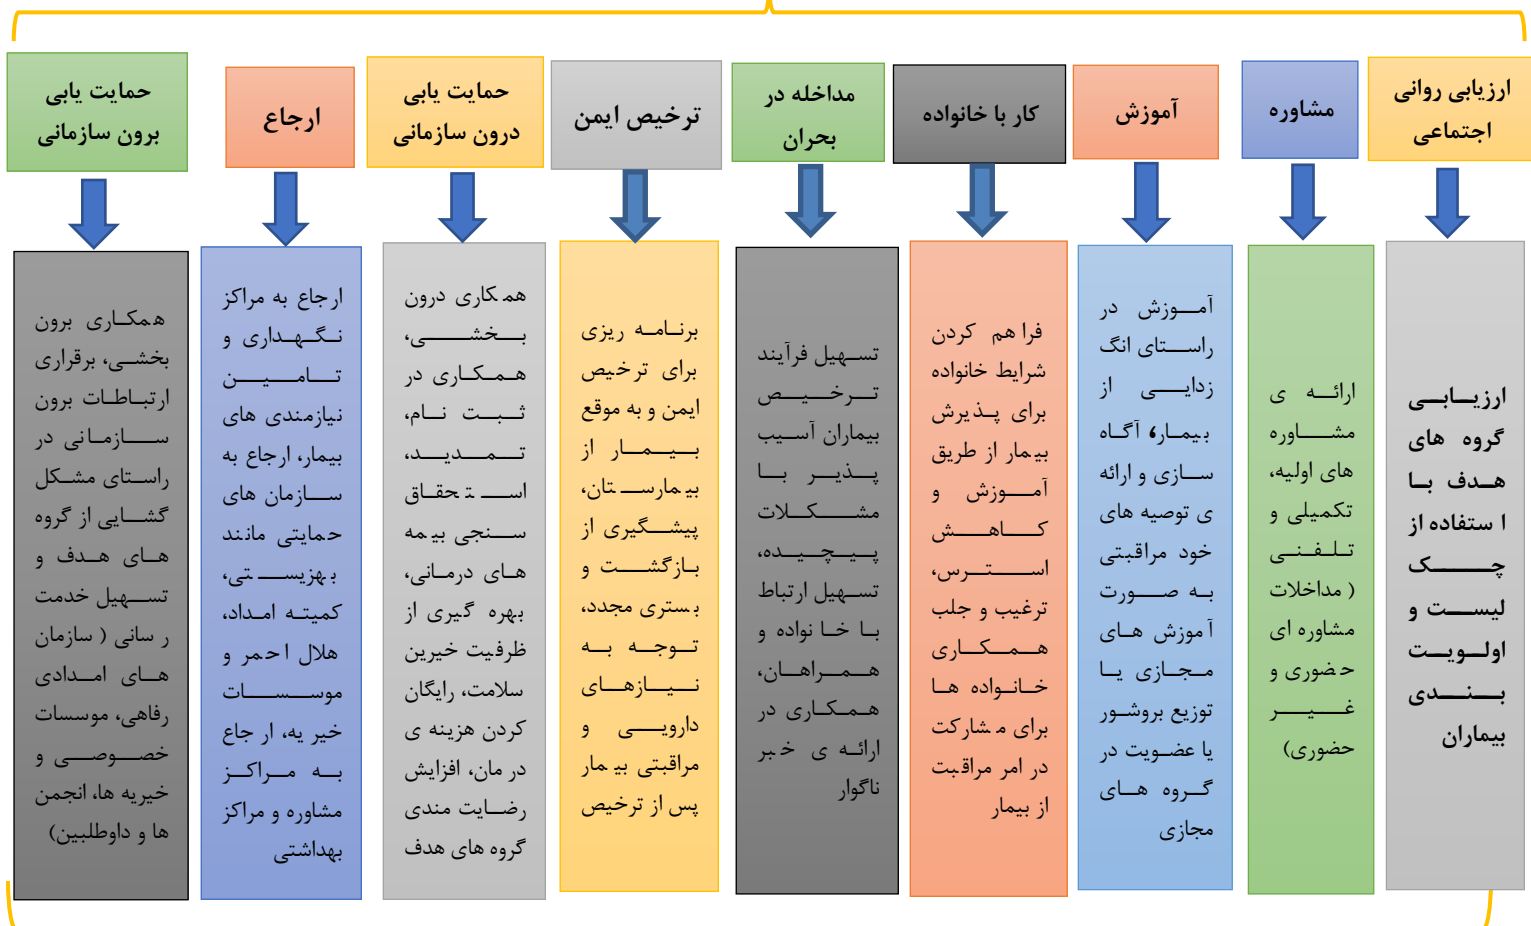 ارزیابی روانی
اجتماعی
مشاوره
آموزش
کار با خانواده
مداخله در
بحران
ترخیص ایمن
حمایت یابی
درون سازمانی
ارجاع
حمایت یابی
برون سازمانی
ارزیابی
گروه های
هدف با
استفاده از
چک
لیست و
اولویت
بندی
بیماران
ارائه ی
مشاوره
های اولیه،
تکمیلی و
تلفنی
(مداخلات
مشاوره ای
حضوری و
غیر
حضوری)
آموزش در
راستای انگ
زدایی از
بیمار، آگاه
سازی و ارائه
ی توصیه های
خود مراقبتی
به صورت
آموزش های
مجازی یا
توزیع بروشور
یا عضویت در
گروه های
مجازی
فراهم کردن
شرایط خانواده
برای پذیرش
بیمار از طریق
آموزش و
کاهش
استرس،
ترغیب و جلب
همکاری
خانواده ها
برای مشارکت
در امر مراقبت
از بیمار
تسهیل فرآیند
ترخیص
بیماران آسیب
پذیر با
مشکلات
پیچیده،
تسهیل ارتباط
با خانواده و
همراهان،
همکاری در
ارائه ی خبر
ناگوار
برنامه ریزی
برای ترخیص
ایمن و به موقع
بیمار از
بیمارستان،
پیشگیری از
بازگشت و
بستری مجدد،
توجه به
نیازهای
دارویی و
مراقبتی بیمار
پس از ترخیص
همکاری درون
بخشی،
همکاری در
ثبت نام،
تمدید،
استحقاق
سنجی بیمه
های درمانی،
بهره گیری از
ظرفیت خیرین
سلامت، رایگان
کردن هزینه ی
درمان، افزایش
رضایت مندی
گروه های هدف
ارجاع به مراکز
نگهداری و
تامین
نیازمندی های
بیمار، ارجاع به
سازمان های
حمایتی مانند
بهزیستی،
کمیته امداد،
هلال احمر و
موسسات
خیریه، ارجاع
به مراکز
مشاوره و مراکز
بهداشتی
همکاری برون
بخشی، برقراری
ارتباطات برون
سازمانی در
راستای مشکل
گشایی از گروه
های هدف و
تسهیل خدمت
رسانی (سازمان
های امدادی
رفاهی، موسسات
خصوصی و
خیریه ها، انجمن
ها و داوطلبین)